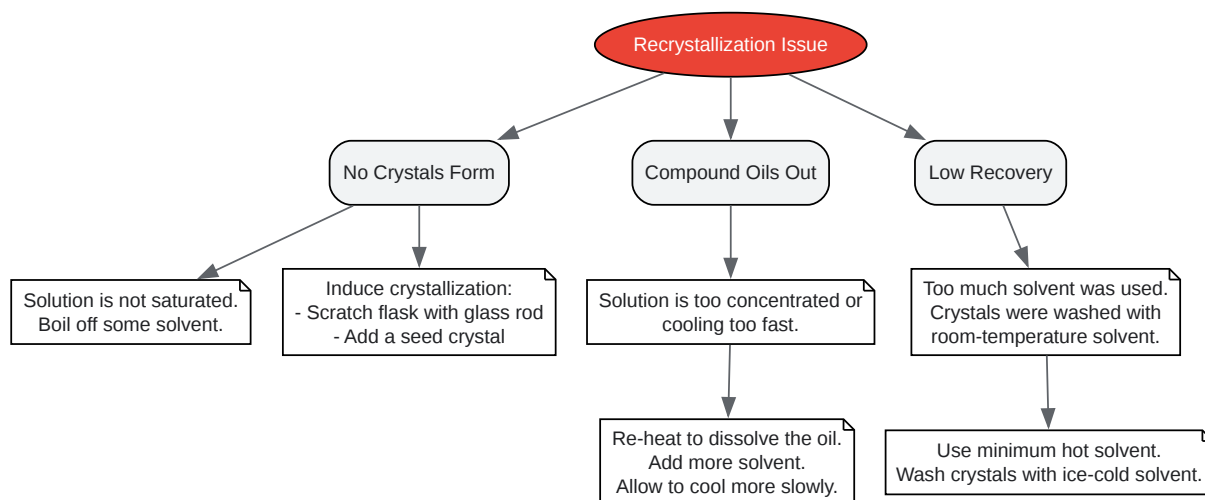 Recrystallization Issue
No Crystals Form
Compound Oils Out
Low Recovery
Solution is not saturated.
Boil off some solvent.
Induce crystallization:
- Scratch flask with glass rod
- Add a seed crystal
Solution is too concentrated or
cooling too fast.
Too much solvent was used.
Crystals were washed with
room-temperature solvent.
Re-heat to dissolve the oil.
Add more solvent.
Allow to cool more slowly.
Use minimum hot solvent.
Wash crystals with ice-cold solvent.